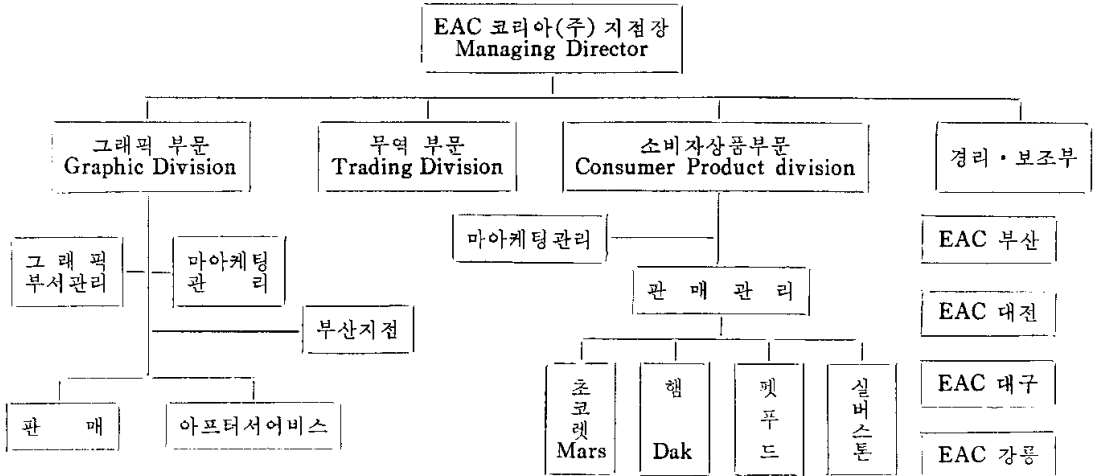 EAC 코리아(주) 지점장
Managing Director
그래픽 부문
Graphic Division
무역 부문
Trading Division
소비자상품부문
Consumer Product division
경리·보조부
그 래 픽
부서관리
마아케팅
관 리
부산지점
판 매
아프터서어비스
마아케팅관리
판 매 관 리
초코렛
Mars
햄
Dak
펫푸드
실버스톤
EAC 부산
EAC 대전
EAC 대구
EAC 강릉